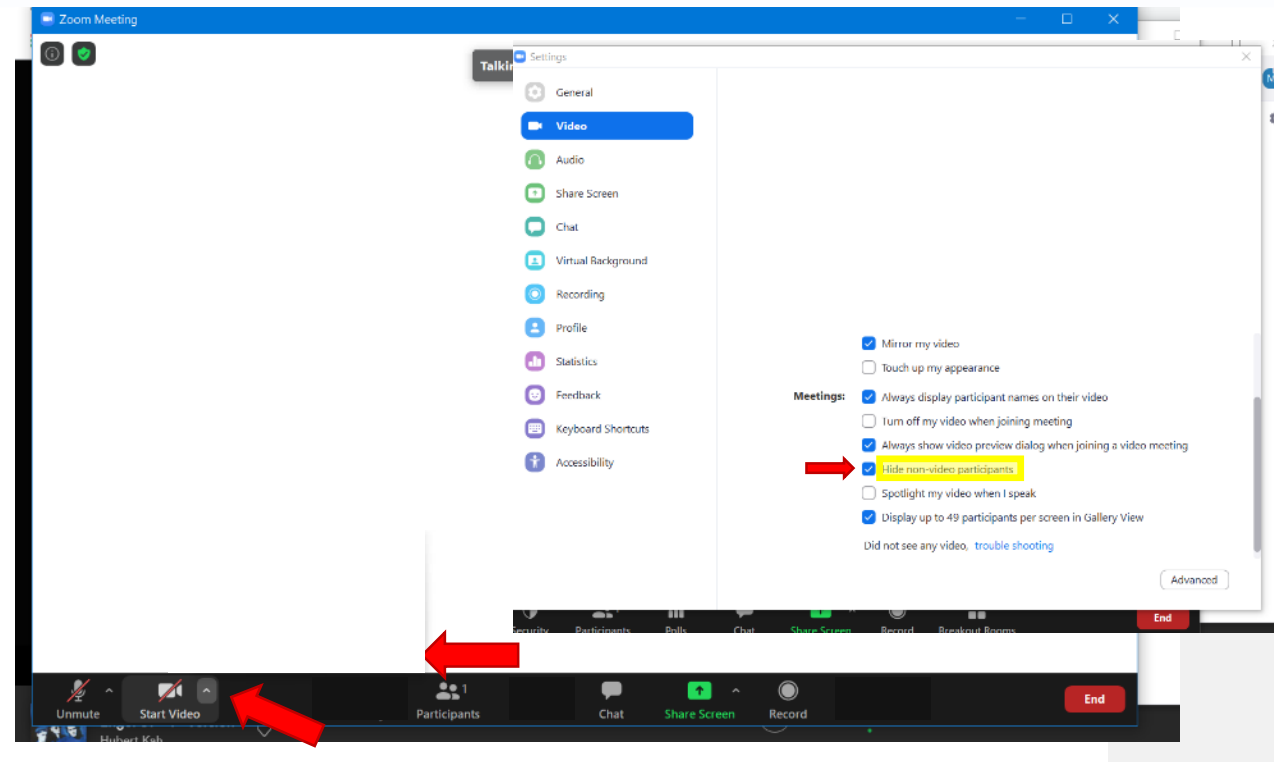 Zoom Meeting
Settings
General
Video
Audio
Share Screen
Chat
Virtual Background
Recording
Profile
Statistics
Feedback
Keyboard Shortcuts
Accessibility
Mirror my video
Touch up my appearance
Meetings:
Always display participant names on their video
Turn off my video when joining meeting
Always show video preview dialog when joining a video meeting
Hide non-video participants
Spotlight my video when I speak
Display up to 49 participants per screen in Gallery View
Did not see any video, trouble shooting
Advanced
Participants Polls Chat Share Screen Record Breakout Rooms End
1
Unmute Start Video Participants Chat Share Screen Record End